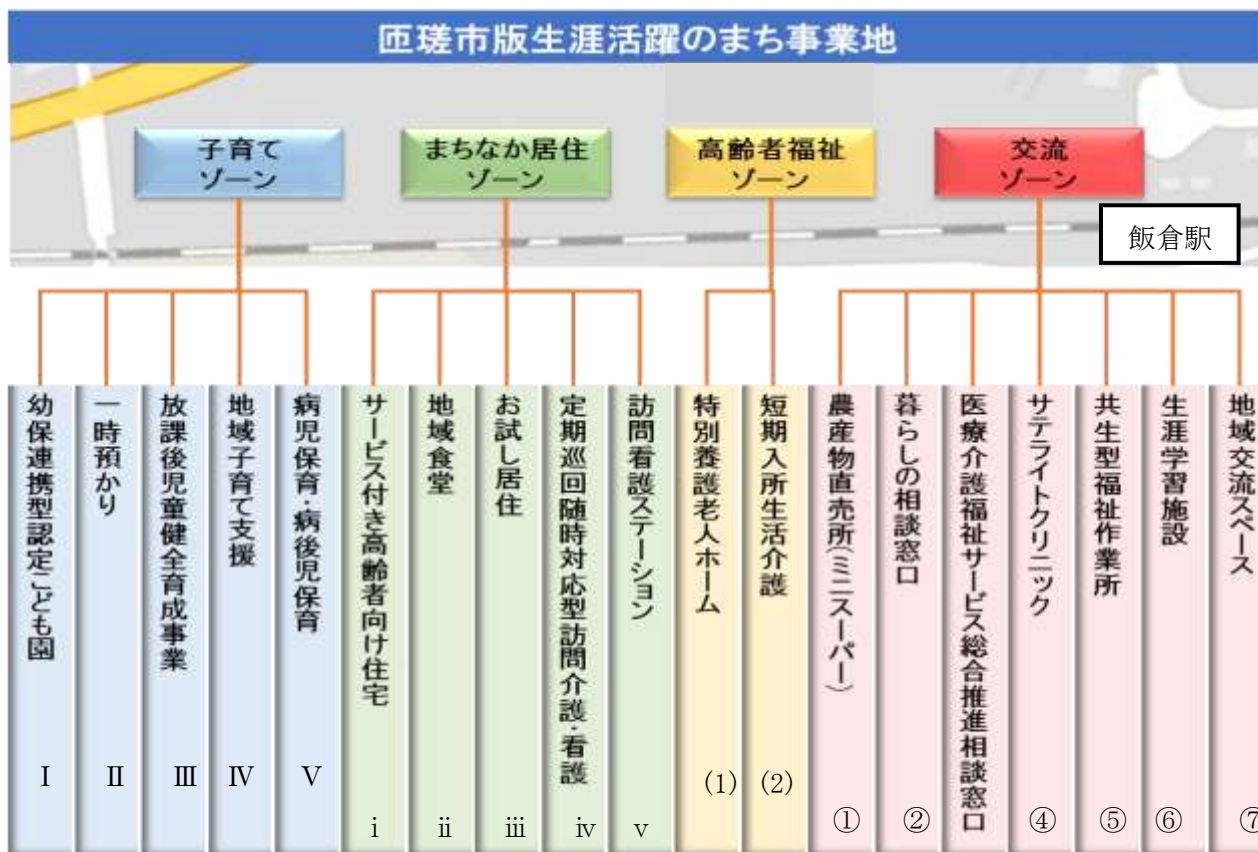 匝瑳市版生涯活躍のまち事業地
子育て
ゾーン
まちなか居住
ゾーン
高齢者福祉
ゾーン
交流
ゾーン
飯倉駅
幼保連携型認定こども園
Ⅰ
一時預かり
Ⅱ
放課後児童健全育成事業
Ⅲ
地域子育て支援
Ⅳ
病児保育・病後児保育
Ⅴ
サービス付き高齢者向け住宅
ⅰ
地域食堂
ⅱ
お試し居住
ⅲ
定期巡回随時対応型訪問介護・看護
ⅳ
訪問看護ステーション
ⅴ
特別養護老人ホーム
(1)
短期入所生活介護
(2)
農産物直売所(ミニスーパー)
①
暮らしの相談窓口
②
医療介護福祉サービス総合推進相談窓口
サテライトクリニック
④
共生型福祉作業所
⑤
生涯学習施設
⑥
地域交流スペース
⑦